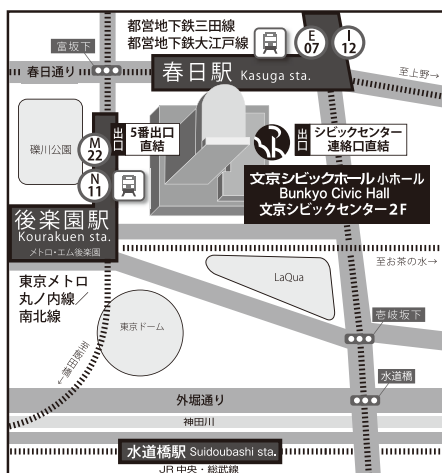 都営地下鉄三田線
都営地下鉄大江戸線
E
07
I
12
富坂下
春日通り
春日駅 Kasuga sta.
至上野→
礫川公園
M
22
出口
5番出口
直結
出口
シビックセンター
連絡口直結
N
11
文京シビックホール 小ホール
Bunkyo Civic Hall
文京シビックセンター2F
後楽園駅
Kourakuen sta.
メトロ・エム後楽園
至お茶の水→
東京メトロ
丸ノ内線/
南北線
LaQua
東京ドーム
壱岐坂下
至飯田橋→
水道橋
外堀通り
神田川
水道橋駅 Suidoubashi sta.
JR中央・総武線